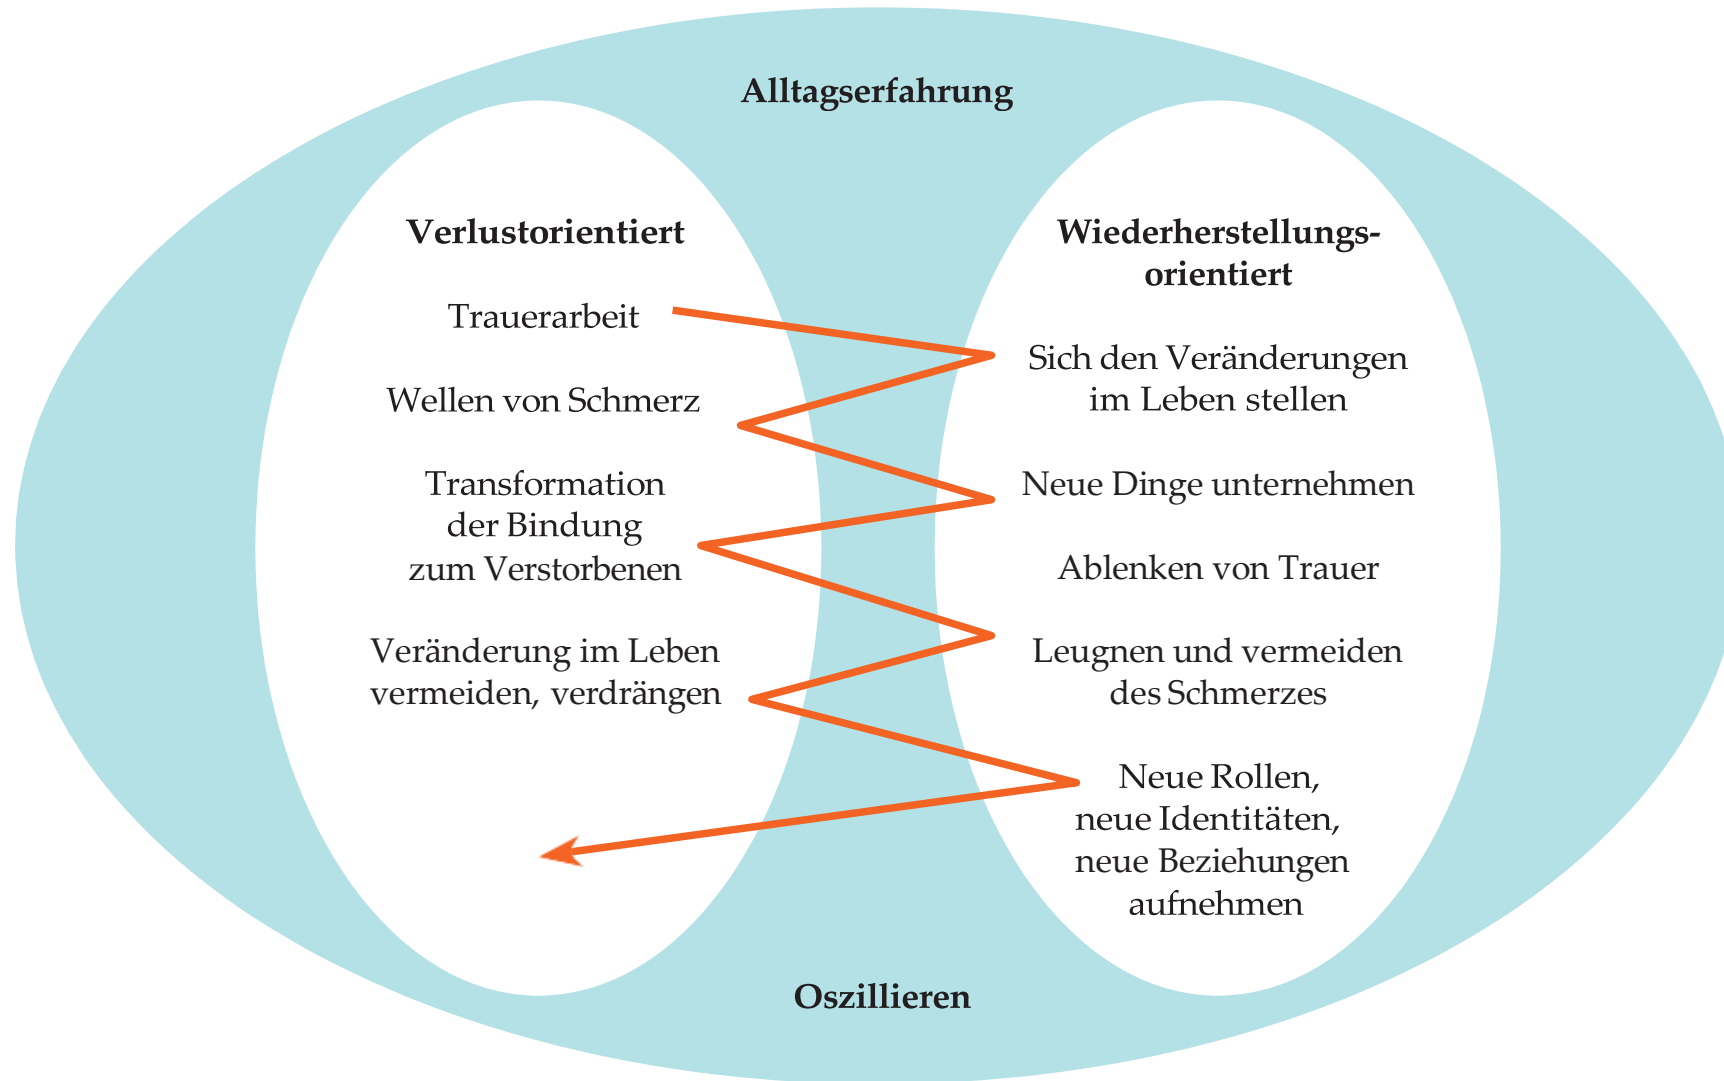 Alltagserfahrung
Verlustorientiert
Trauerarbeit
Wellen von Schmerz
Transformation
der Bindung
zum Verstorbenen
Veränderung im Leben
vermeiden, verdrängen
Wiederherstellungs-
orientiert
Sich den Veränderungen
im Leben stellen
Neue Dinge unternehmen
Ablenken von Trauer
Leugnen und vermeiden
des Schmerzes
Neue Rollen,
neue Identitäten,
neue Beziehungen
aufnehmen
Oszillieren